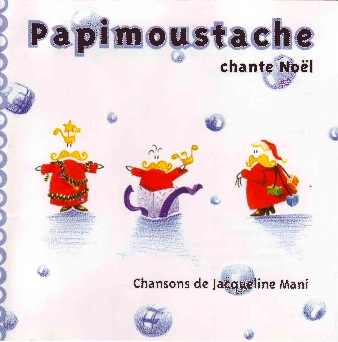 Papimoustache
chante Noël
Chansons de Jacqueline Mani